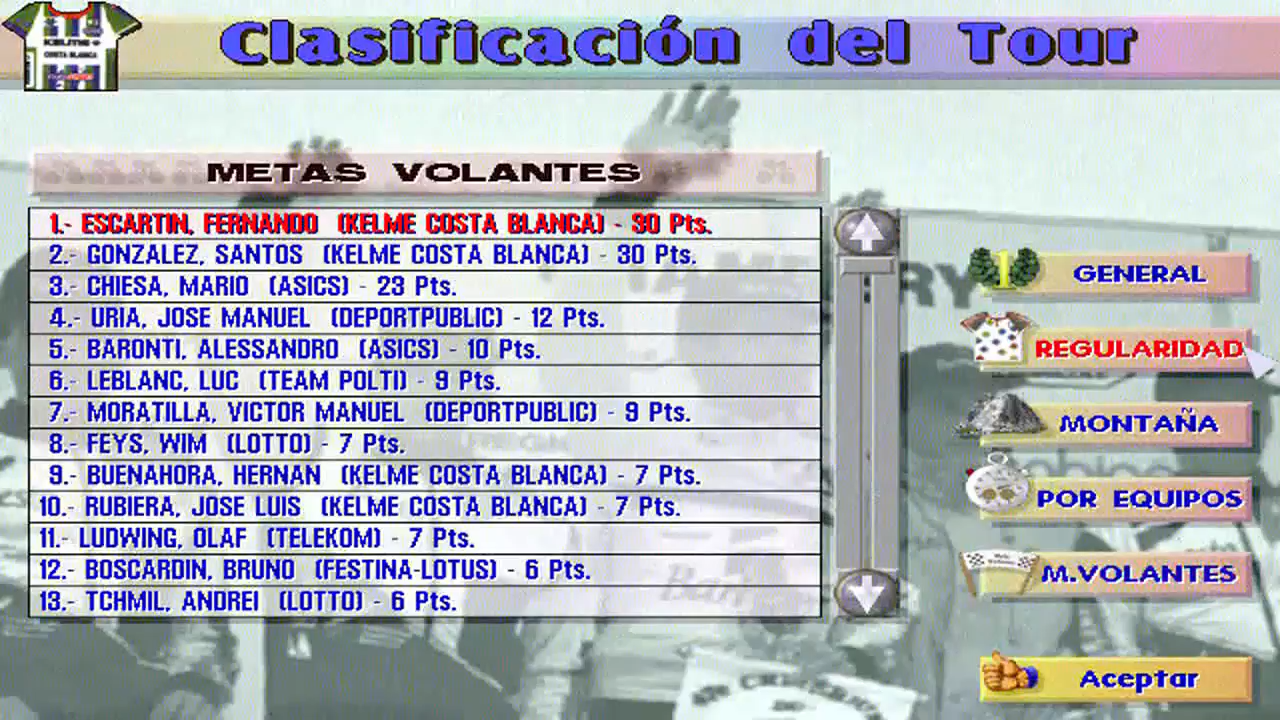 Clasificación del Tour
METAS VOLANTES
1.- ESCARTIN, FERNANDO (KELME COSTA BLANCA) - 30 Pts.
2.- GONZALEZ, SANTOS (KELME COSTA BLANCA) - 30 Pts.
3.- CHIESA, MARIO (ASICS) - 23 Pts.
4.- URIA, JOSE MANUEL (DEPORTPUBLIC) - 12 Pts.
5.- BARONTI, ALESSANDRO (ASICS) - 10 Pts.
6.- LEBLANC, LUC (TEAM POLTI) - 9 Pts.
7.- MORATILLA, VICTOR MANUEL (DEPORTPUBLIC) - 9 Pts.
8.- FEYS, WIM (LOTTO) - 7 Pts.
9.- BUENAHORA, HERNAN (KELME COSTA BLANCA) - 7 Pts.
10.- RUBIERA, JOSE LUIS (KELME COSTA BLANCA) - 7 Pts.
11.- LUDWING, OLAF (TELEKOM) - 7 Pts.
12.- BOSCARDIN, BRUNO (FESTINA-LOTUS) - 6 Pts.
13.- TCHMIL, ANDREI (LOTTO) - 6 Pts.
1 GENERAL
REGULARIDAD
MONTAÑA
POR EQUIPOS
M.VOLANTES
Aceptar